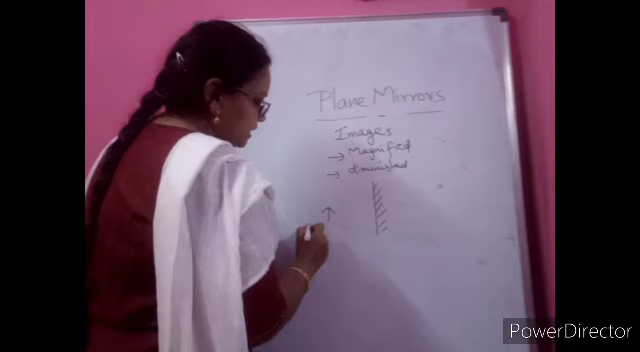 Plane Mirrors
Images
→ Magnified
→ diminished
PowerDirector